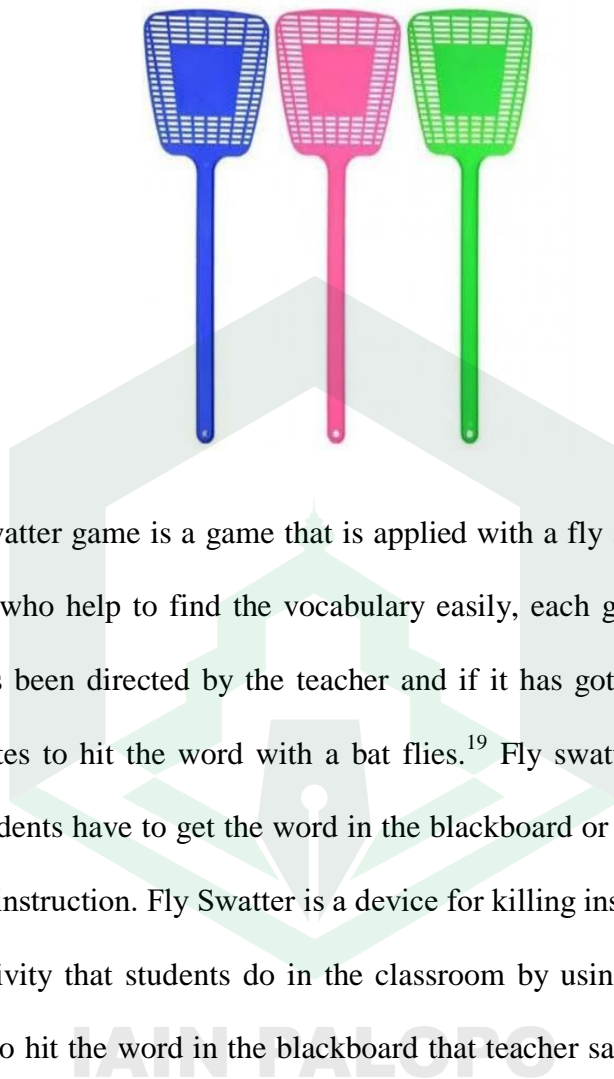 watter game is a game that is applied with a fly
who help to find the vocabulary easily, each g
s been directed by the teacher and if it has got
tes to hit the word with a bat flies.19 Fly swatt
dents have to get the word in the blackboard or
instruction. Fly Swatter is a device for killing ins
ivity that students do in the classroom by usin
o hit the word in the blackboard that teacher sa
IAIN PALOPO